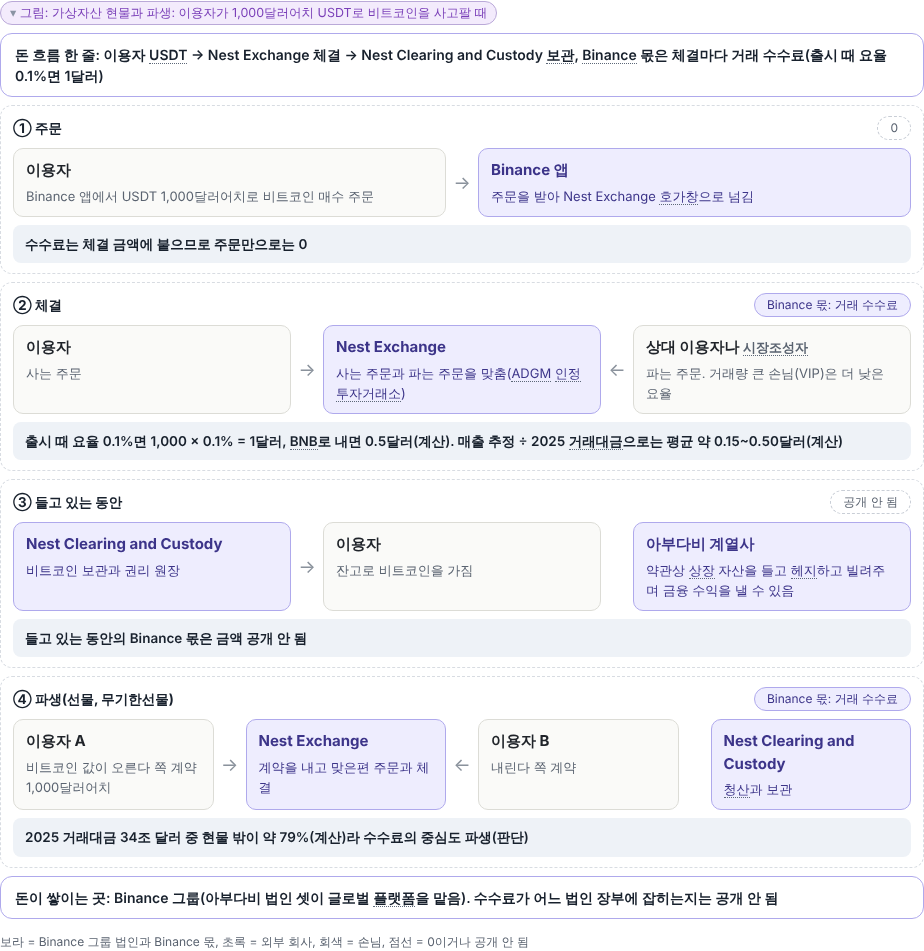 ▾ 그림: 가상자산 현물과 파생: 이용자가 1,000달러어치 USDT로 비트코인을 사고팔 때
돈 흐름 한 줄: 이용자 USDT → Nest Exchange 체결 → Nest Clearing and Custody 보관, Binance 몫은 체결마다 거래 수수료(출시 때 요율
0.1%면 1달러)
① 주문
0
이용자
Binance 앱에서 USDT 1,000달러어치로 비트코인 매수 주문
→
Binance 앱
주문을 받아 Nest Exchange 호가창으로 넘김
수수료는 체결 금액에 붙으므로 주문만으로는 0
② 체결
Binance 몫: 거래 수수료
이용자
사는 주문
→
Nest Exchange
사는 주문과 파는 주문을 맞춤(ADGM 인정
투자거래소)
←
상대 이용자나 시장조성자
파는 주문. 거래량 큰 손님(VIP)은 더 낮은
요율
출시 때 요율 0.1%면 1,000 × 0.1% = 1달러, BNB로 내면 0.5달러(계산). 매출 추정 ÷ 2025 거래대금으로는 평균 약 0.15~0.50달러(계산)
③ 들고 있는 동안
공개 안 됨
Nest Clearing and Custody
비트코인 보관과 권리 원장
→
이용자
잔고로 비트코인을 가짐
아부다비 계열사
약관상 상장 자산을 들고 헤지하고 빌려주
며 금융 수익을 낼 수 있음
들고 있는 동안의 Binance 몫은 금액 공개 안 됨
④ 파생(선물, 무기한선물)
Binance 몫: 거래 수수료
이용자 A
비트코인 값이 오른다 쪽 계약
1,000달러어치
→
Nest Exchange
계약을 내고 맞은편 주문과 체
결
←
이용자 B
내린다 쪽 계약
Nest Clearing and
Custody
청산과 보관
2025 거래대금 34조 달러 중 현물 밖이 약 79%(계산)라 수수료의 중심도 파생(판단)
돈이 쌓이는 곳: Binance 그룹(아부다비 법인 셋이 글로벌 플랫폼을 맡음). 수수료가 어느 법인 장부에 잡히는지는 공개 안 됨
보라 = Binance 그룹 법인과 Binance 몫, 초록 = 외부 회사, 회색 = 손님, 점선 = 0이거나 공개 안 됨